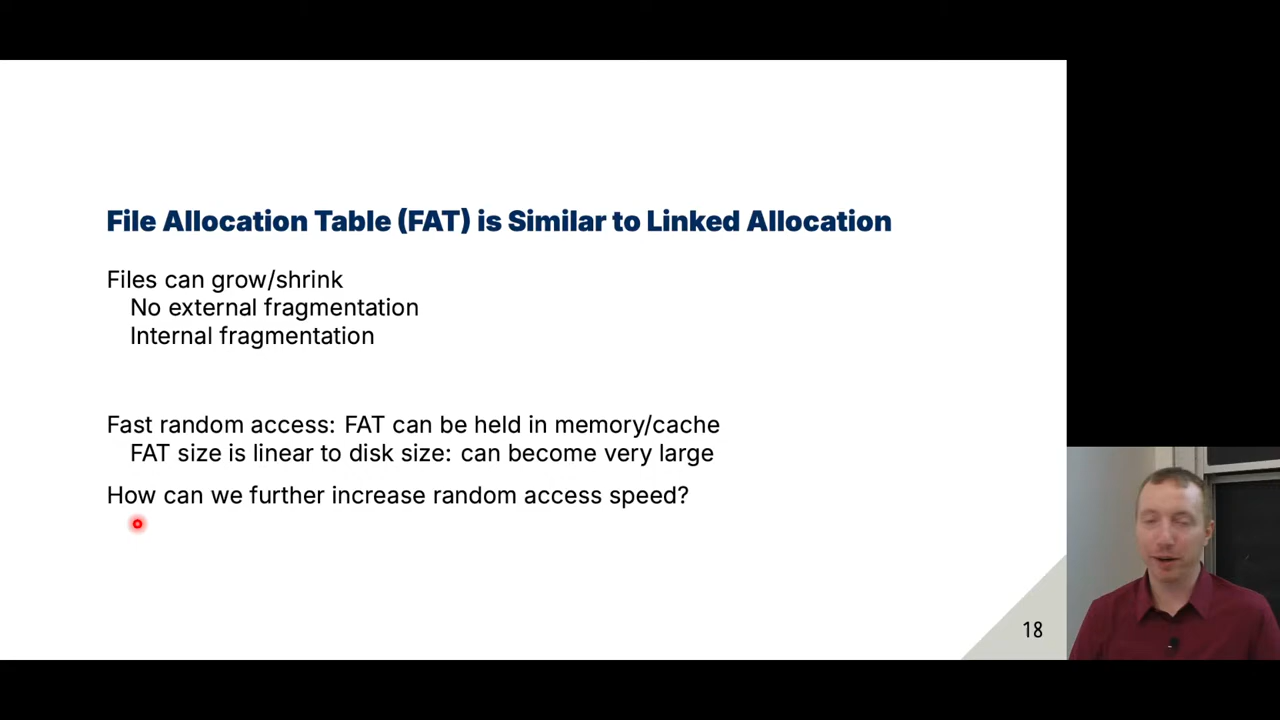 File Allocation Table (FAT) is Similar to Linked Allocation
Files can grow/shrink
No external fragmentation
Internal fragmentation
Fast random access: FAT can be held in memory/cache
FAT size is linear to disk size: can become very large
How can we further increase random access speed?
18